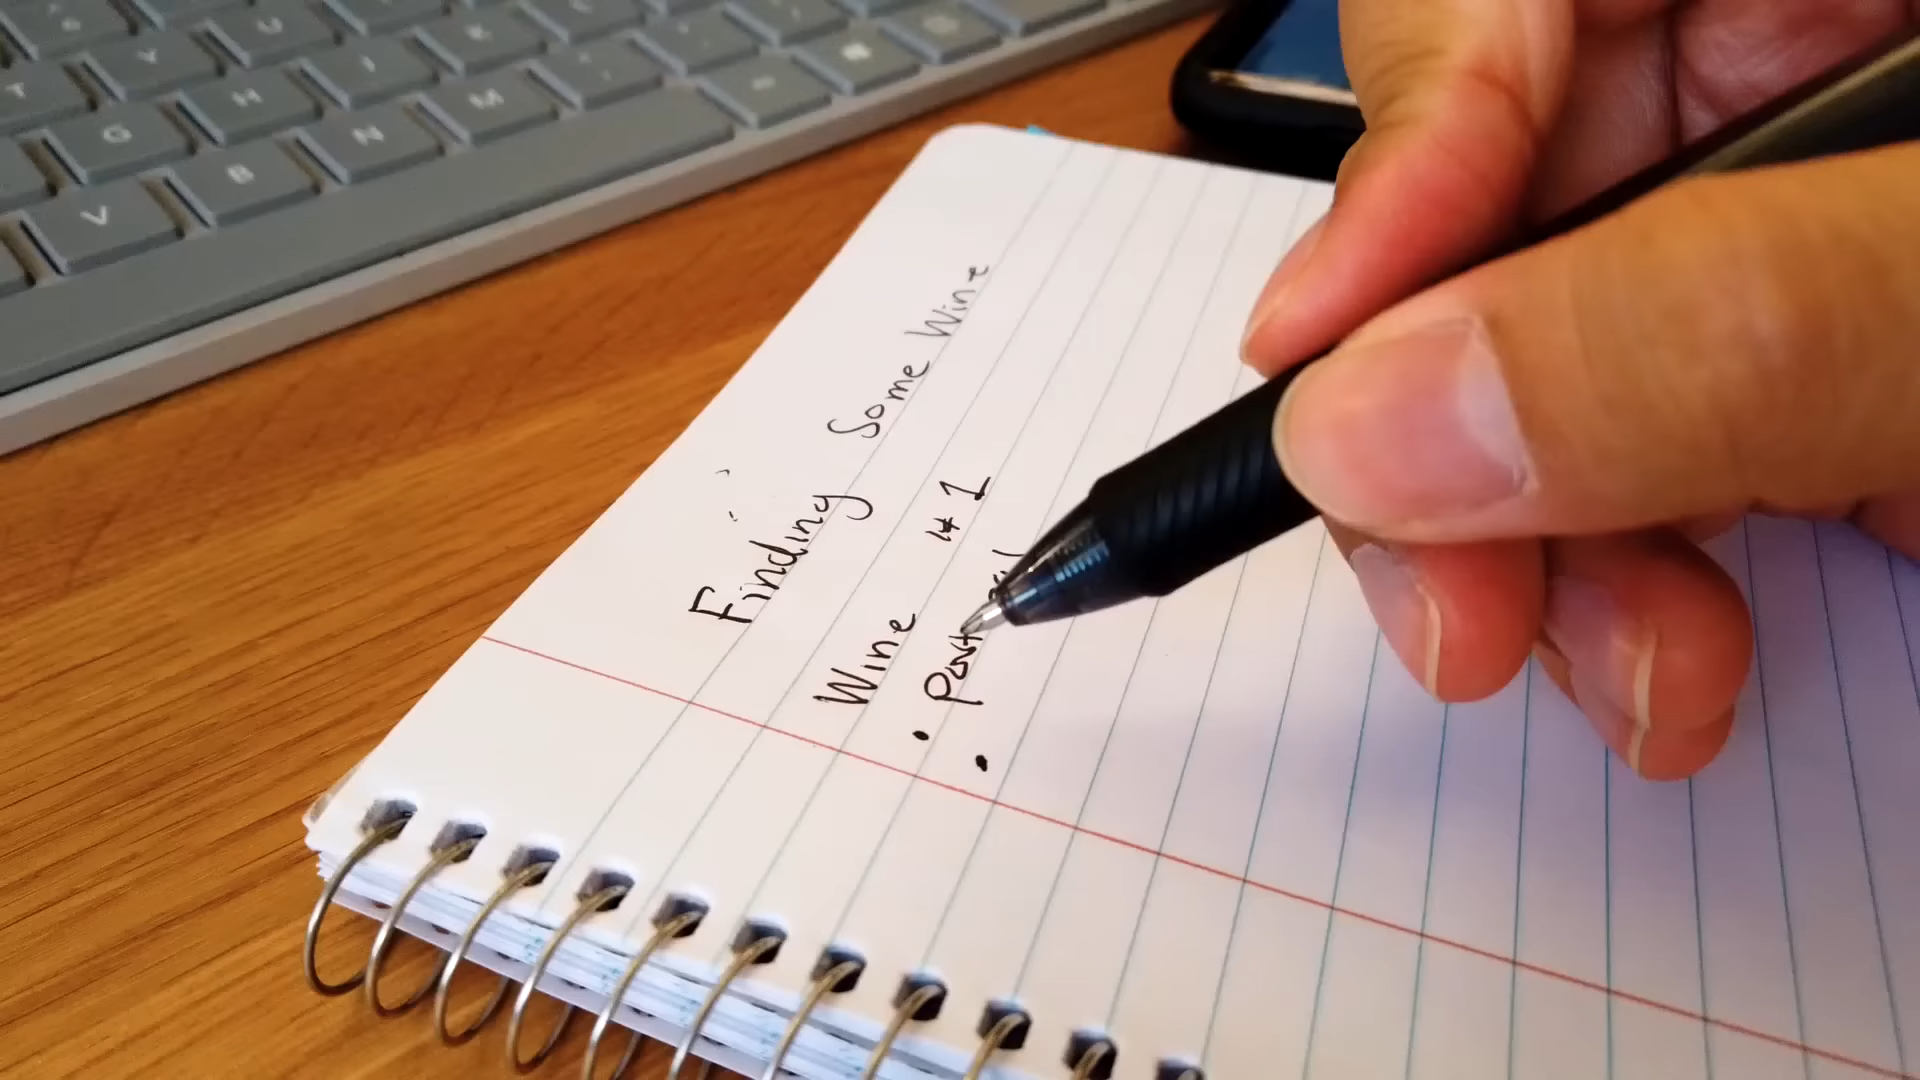 T Y U K
G H J
V B N M
Finding Some Wine
Wine # 1
•
•